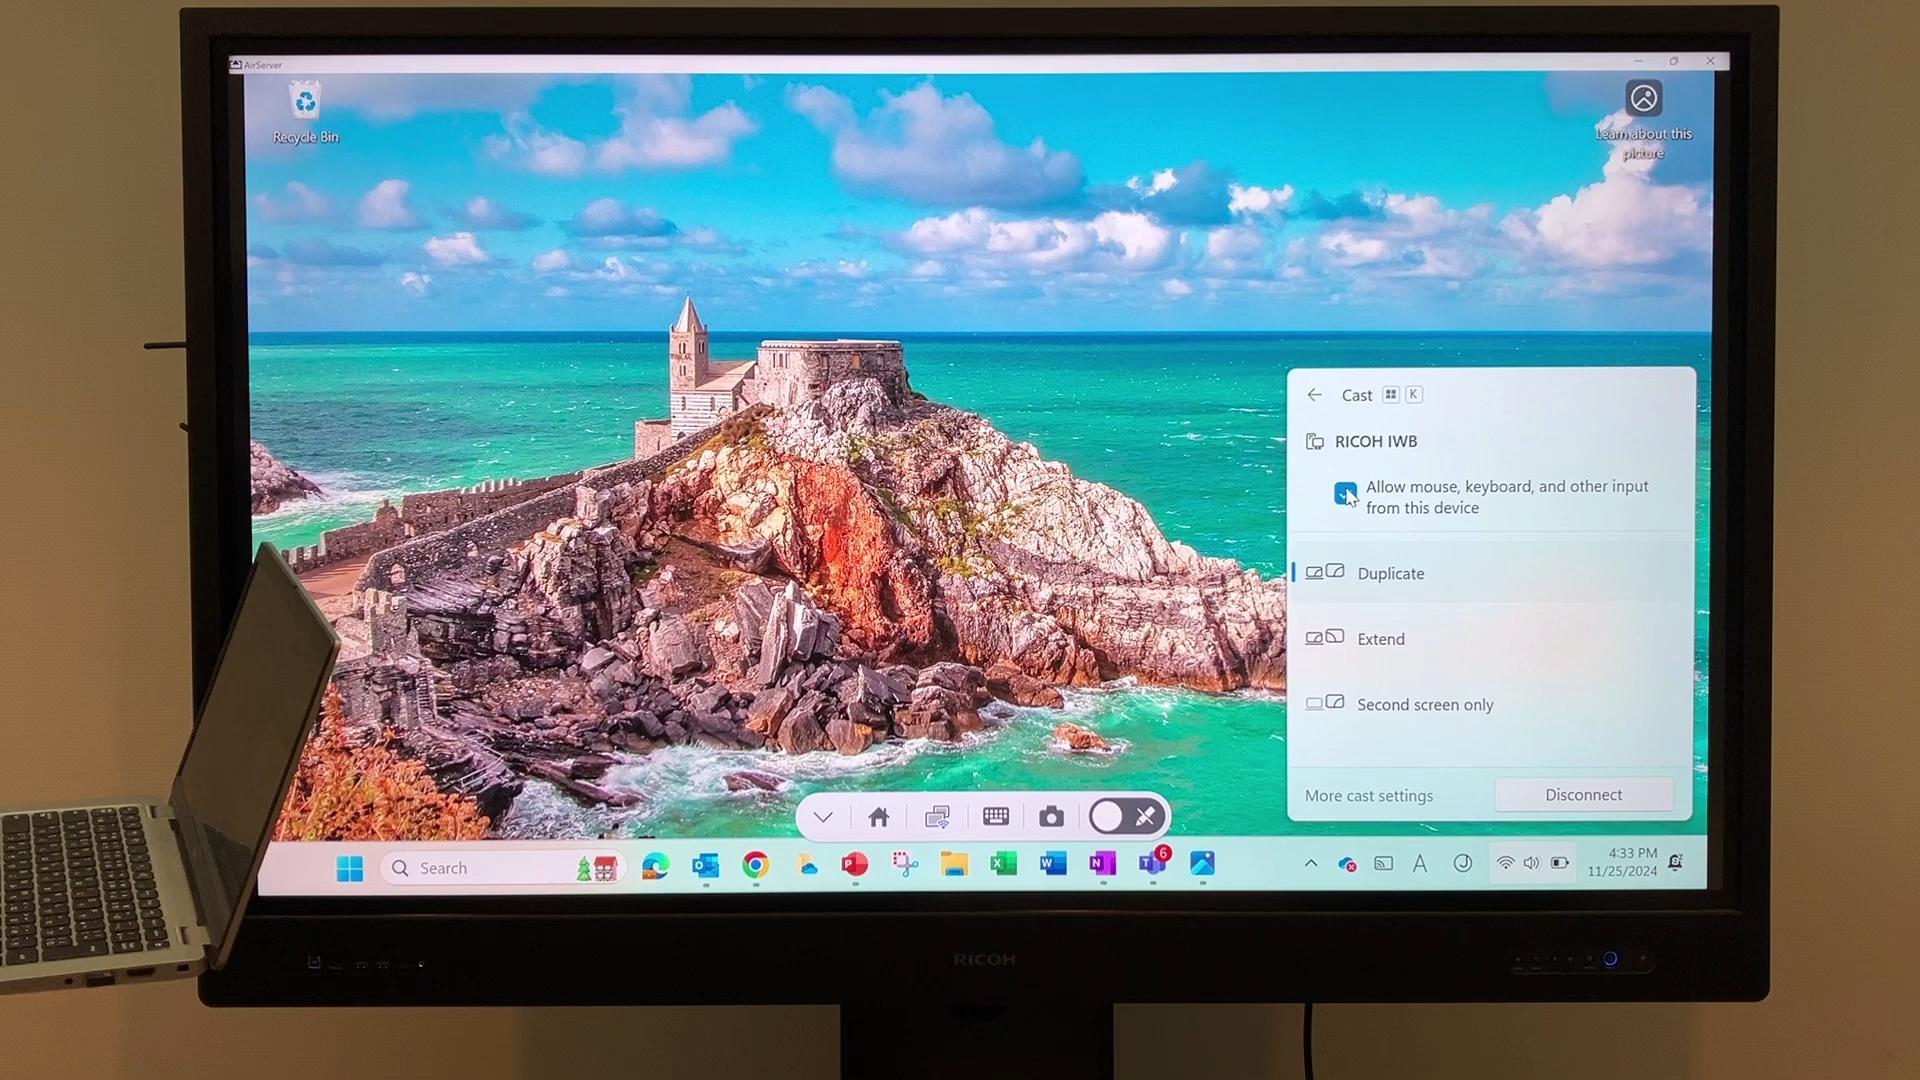 AirServer
Recycle Bin
Learn about this
picture
Cast K
RICOH IWB
Allow mouse, keyboard, and other input
from this device
Duplicate
Extend
Second screen only
More cast settings
Disconnect
Search
6
4:33 PM
11/25/2024
RICOH